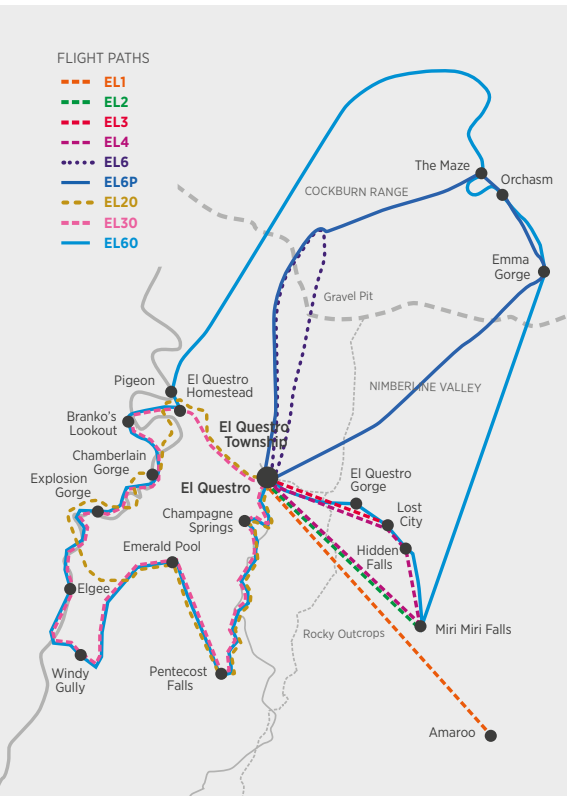 FLIGHT PATHS
EL1
EL2
EL3
EL4
EL6
EL6P
EL20
EL30
EL60
The Maze
Orchasm
COCKBURN RANGE
Emma
Gorge
Gravel Pit
Pigeon
El Questro
Homestead
NIMBERLINE VALLEY
Branko's
Lookout
El Questro
Township
Chamberlain
Gorge
El Questro
El Questro
Gorge
Explosion
Gorge
Champagne
Springs
Lost
City
Emerald Pool
Hidden
Falls
Elgee
Miri Miri Falls
Rocky Outcrops
Windy
Gully
Pentecost
Falls
Amaroo